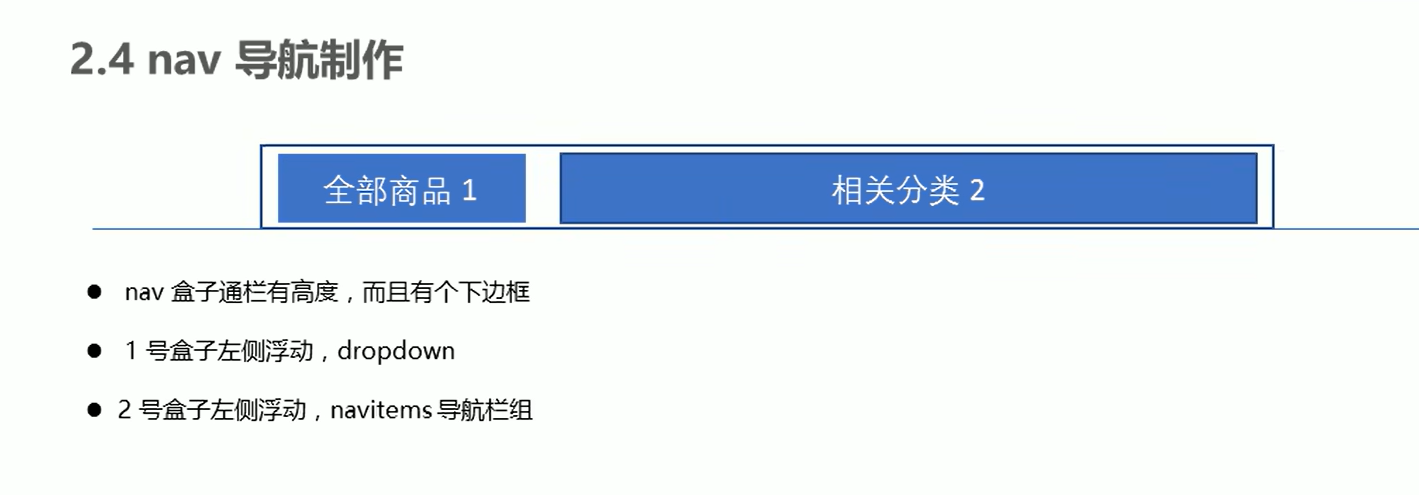 2.4 nav 导航制作
全部商品 1
相关分类 2
● nav 盒子通栏有高度，而且有个下边框
● 1 号盒子左侧浮动，dropdown
● 2 号盒子左侧浮动，navitems 导航栏组